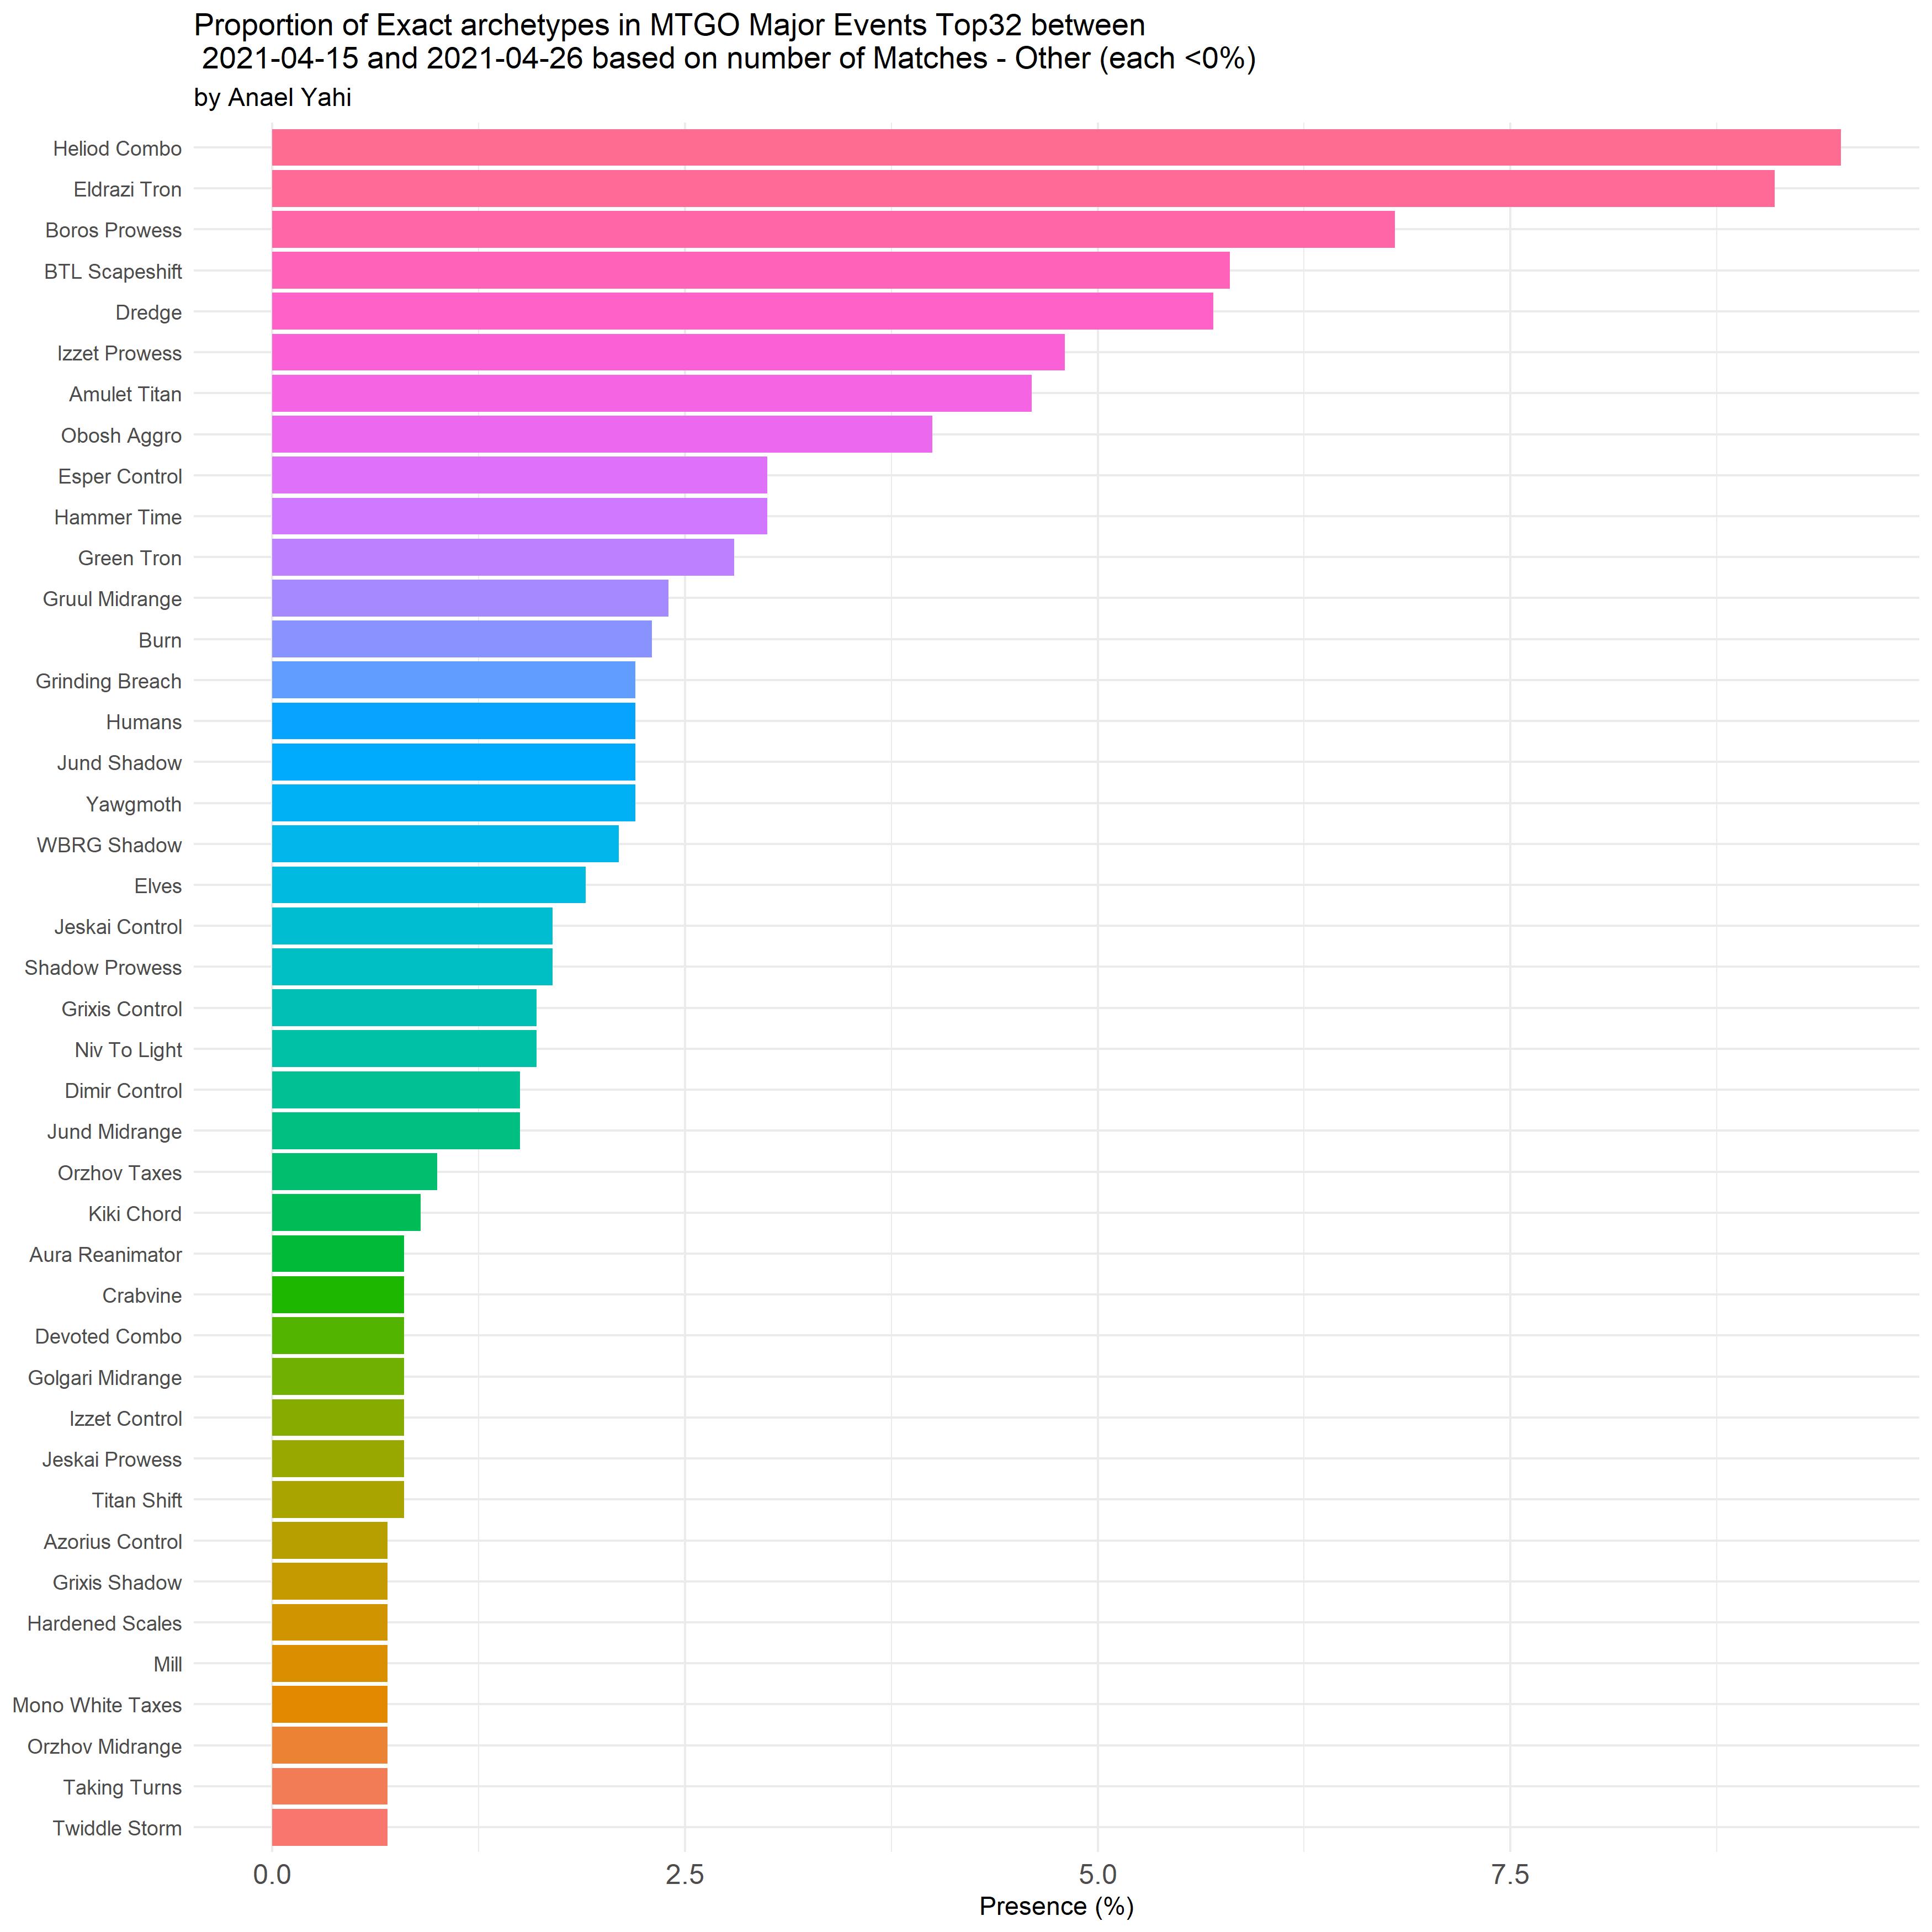 Proportion of Exact archetypes in MTGO Major Events Top32 between
2021-04-15 and 2021-04-26 based on number of Matches - Other (each <0%)
by Anael Yahi
Heliod Combo
Eldrazi Tron
Boros Prowess
BTL Scapeshift
Dredge
Izzet Prowess
Amulet Titan
Obosh Aggro
Esper Control
Hammer Time
Green Tron
Gruul Midrange
Burn
Grinding Breach
Humans
Jund Shadow
Yawgmoth
WBRG Shadow
Elves
Jeskai Control
Shadow Prowess
Grixis Control
Niv To Light
Dimir Control
Jund Midrange
Orzhov Taxes
Kiki Chord
Aura Reanimator
Crabvine
Devoted Combo
Golgari Midrange
Izzet Control
Jeskai Prowess
Titan Shift
Azorius Control
Grixis Shadow
Hardened Scales
Mill
Mono White Taxes
Orzhov Midrange
Taking Turns
Twiddle Storm
0.0 2.5 5.0 7.5
Presence (%)